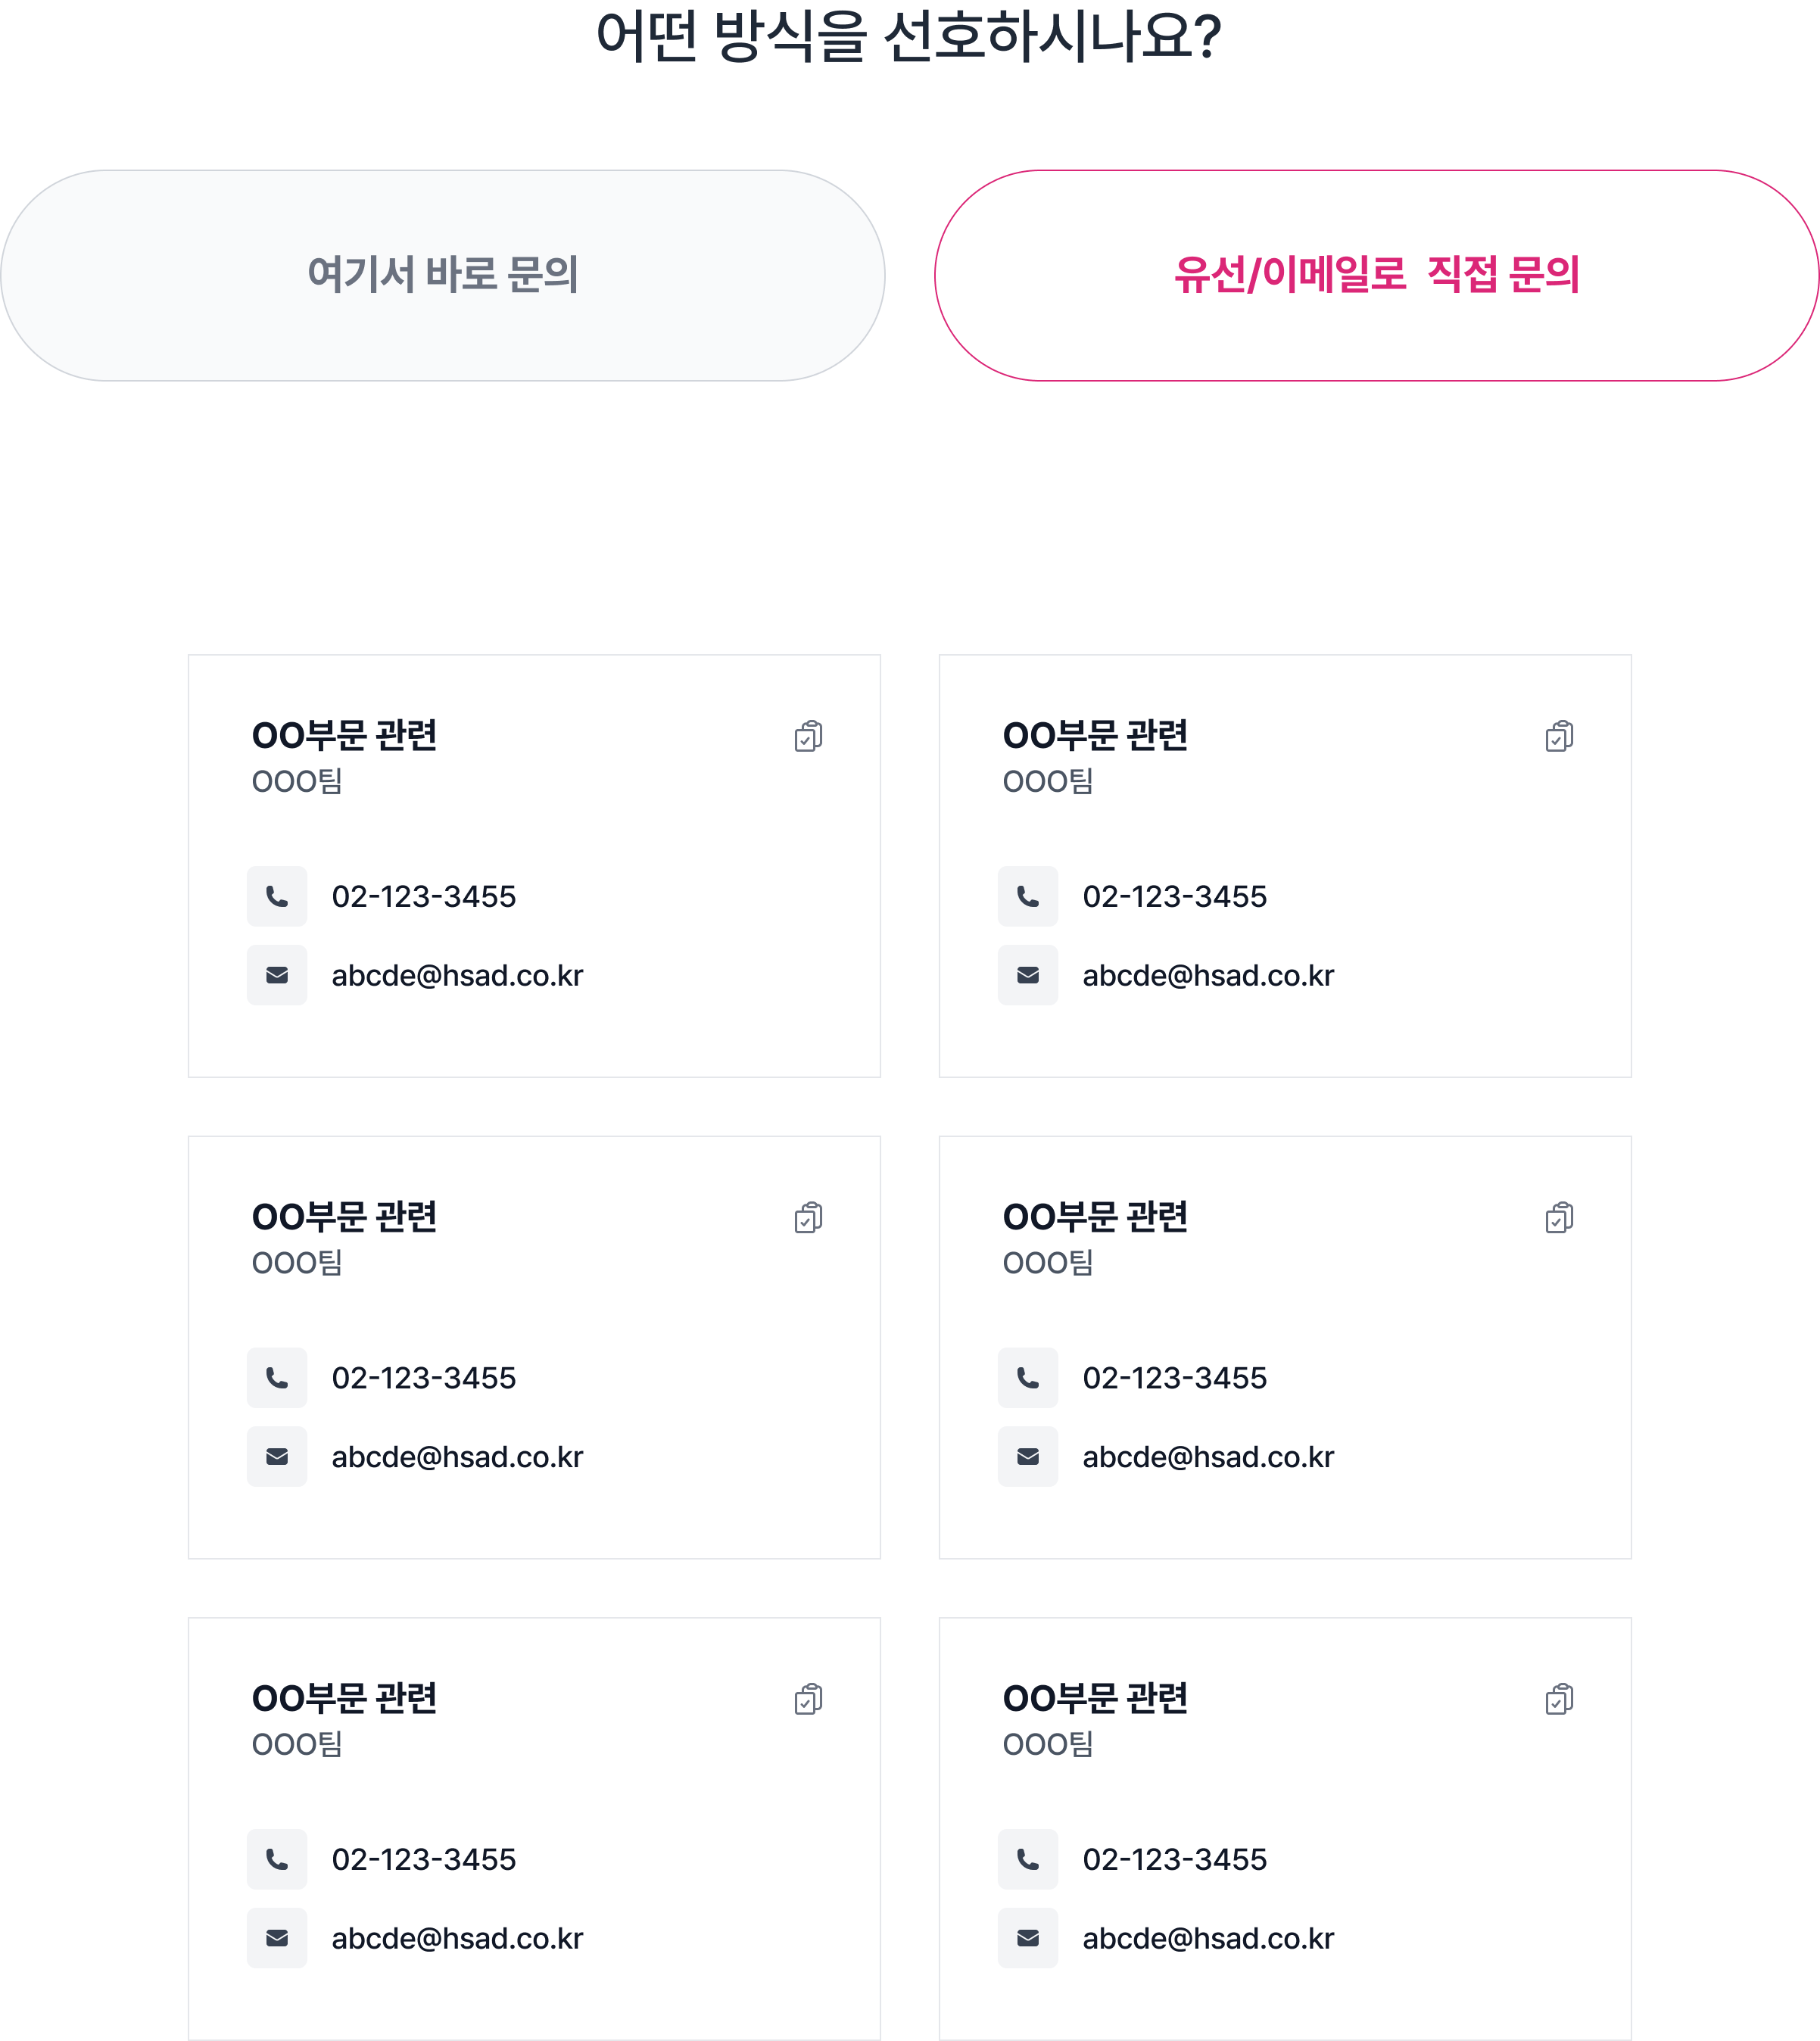 어떤 방식을 선호하시나요?
여기서 바로 문의
유선/이메일로 직접 문의
OO부문 관련
OOO팀
02-123-3455
abcde@hsad.co.kr
OO부문 관련
OOO팀
02-123-3455
abcde@hsad.co.kr
OO부문 관련
OOO팀
02-123-3455
abcde@hsad.co.kr
OO부문 관련
OOO팀
02-123-3455
abcde@hsad.co.kr
OO부문 관련
OOO팀
02-123-3455
abcde@hsad.co.kr
OO부문 관련
OOO팀
02-123-3455
abcde@hsad.co.kr